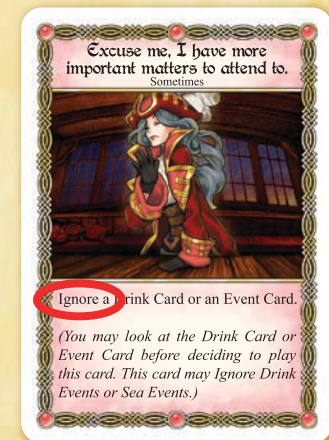 Excuse me, I have more
important matters to attend to.
Sometimes
Ignore a Drink Card or an Event Card.
(You may look at the Drink Card or
Event Card before deciding to play
this card. This card may Ignore Drink
Events or Sea Events.)